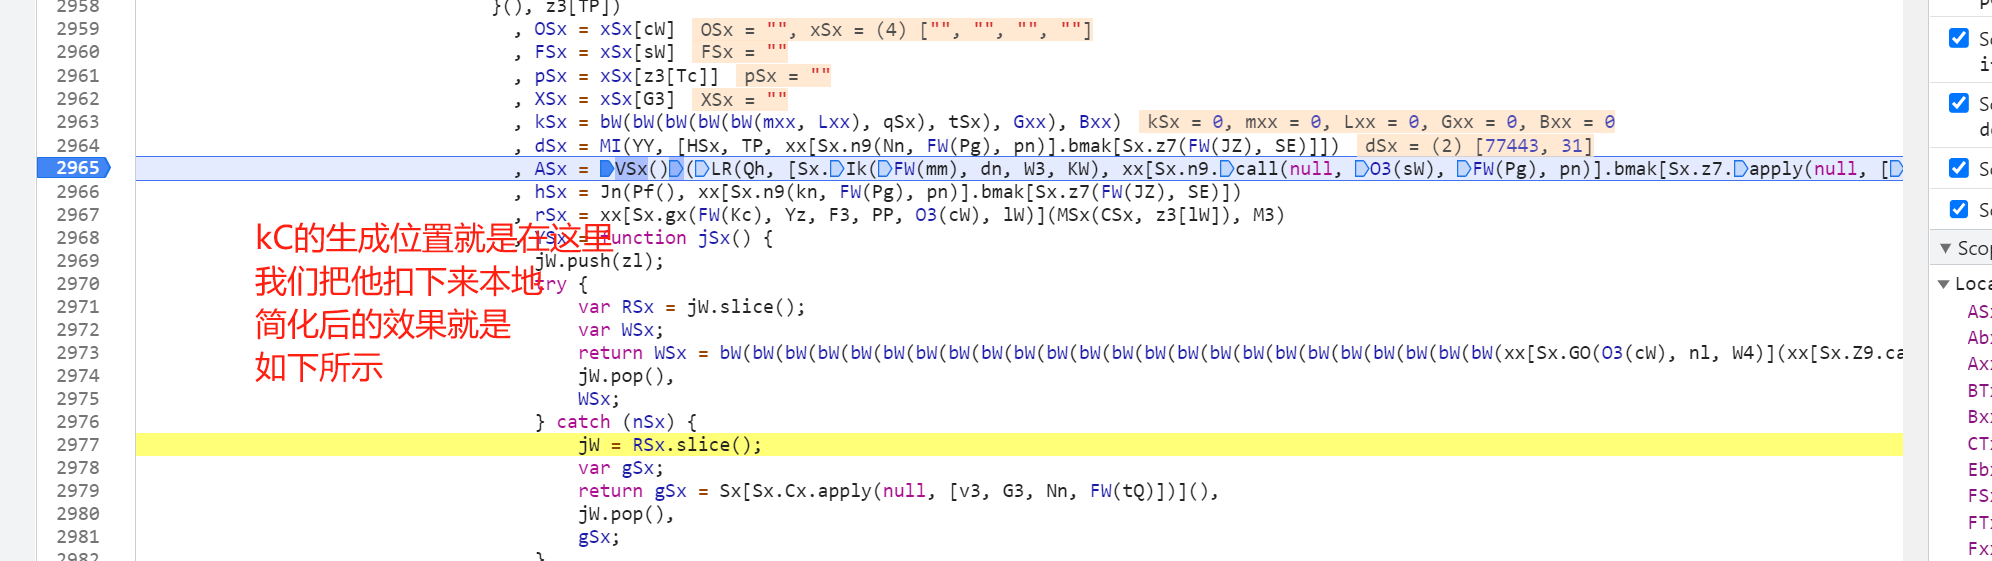 2958 }(), z3[TP])
2959 , OSx = xSx[cW] OSx = "", xSx = (4) ["", "", "", ""]
2960 , FSx = xSx[sW] FSx = ""
2961 , pSx = xSx[z3[Tc]] pSx = ""
2962 , XSx = xSx[G3] XSx = ""
2963 , kSx = bW(bW(bW(bW(bW(mxx, Lxx), qSx), tSx), Gxx), Bxx) kSx = 0, mxx = 0, Lxx = 0, Gxx = 0, Bxx = 0
2964 , dSx = MI(YY, [HSx, TP, xx[Sx.n9(Nn, FW(Pg), pn)].bmak[Sx.z7(FW(JZ), SE)]]) dSx = (2) [77443, 31]
2965 , ASx = VSx()(LR(Qh, [Sx.Ik(FW(mm), dn, W3, KW), xx[Sx.n9.call(null, O3(sW), FW(Pg), pn)].bmak[Sx.z7.apply(null, [
2966 , hSx = Jn(Pf(), xx[Sx.n9(kn, FW(Pg), pn)].bmak[Sx.z7(FW(JZ), SE)])
2967 , rSx = xx[Sx.gx(FW(Kc), Yz, F3, PP, O3(cW), lW)](MSx(CSx, z3[lW]), M3)
2968 = function jSx() {
2969 jW.push(zl);
2970 try {
2971 var RSx = jW.slice();
2972 var WSx;
2973 return WSx = bW(bW(bW(bW(bW(bW(bW(bW(bW(bW(bW(bW(bW(bW(bW(bW(bW(bW(bW(bW(bW(bW(bW(bW(xx[Sx.GO(O3(cW), nl, W4)](xx[Sx.Z9.ca
2974 jW.pop(),
2975 WSx;
2976 } catch (nSx) {
2977 jW = RSx.slice();
2978 var gSx;
2979 return gSx = Sx[Sx.Cx.apply(null, [v3, G3, Nn, FW(tQ)])](),
2980 jW.pop(),
2981 gSx;
2982 }
kC的生成位置就是在这里
我们把他扣下来本地
简化后的效果就是
如下所示
Sc
it
Sc
de
Sc
Sc
Scop
Loca
ASx
Abx
Axx
BTx
Bxx
CTx
Ebx
FSx
FTx
Fxx